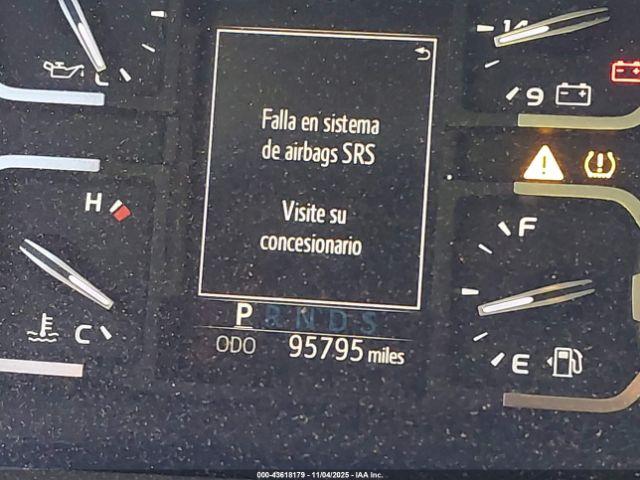 14
L
9
Falla en sistema
de airbags SRS
H
Visite su
concesionario
F
C
P R N D S
ODO 95795 miles
E
000-43618179 - 11/04/2025 - IAA Inc.